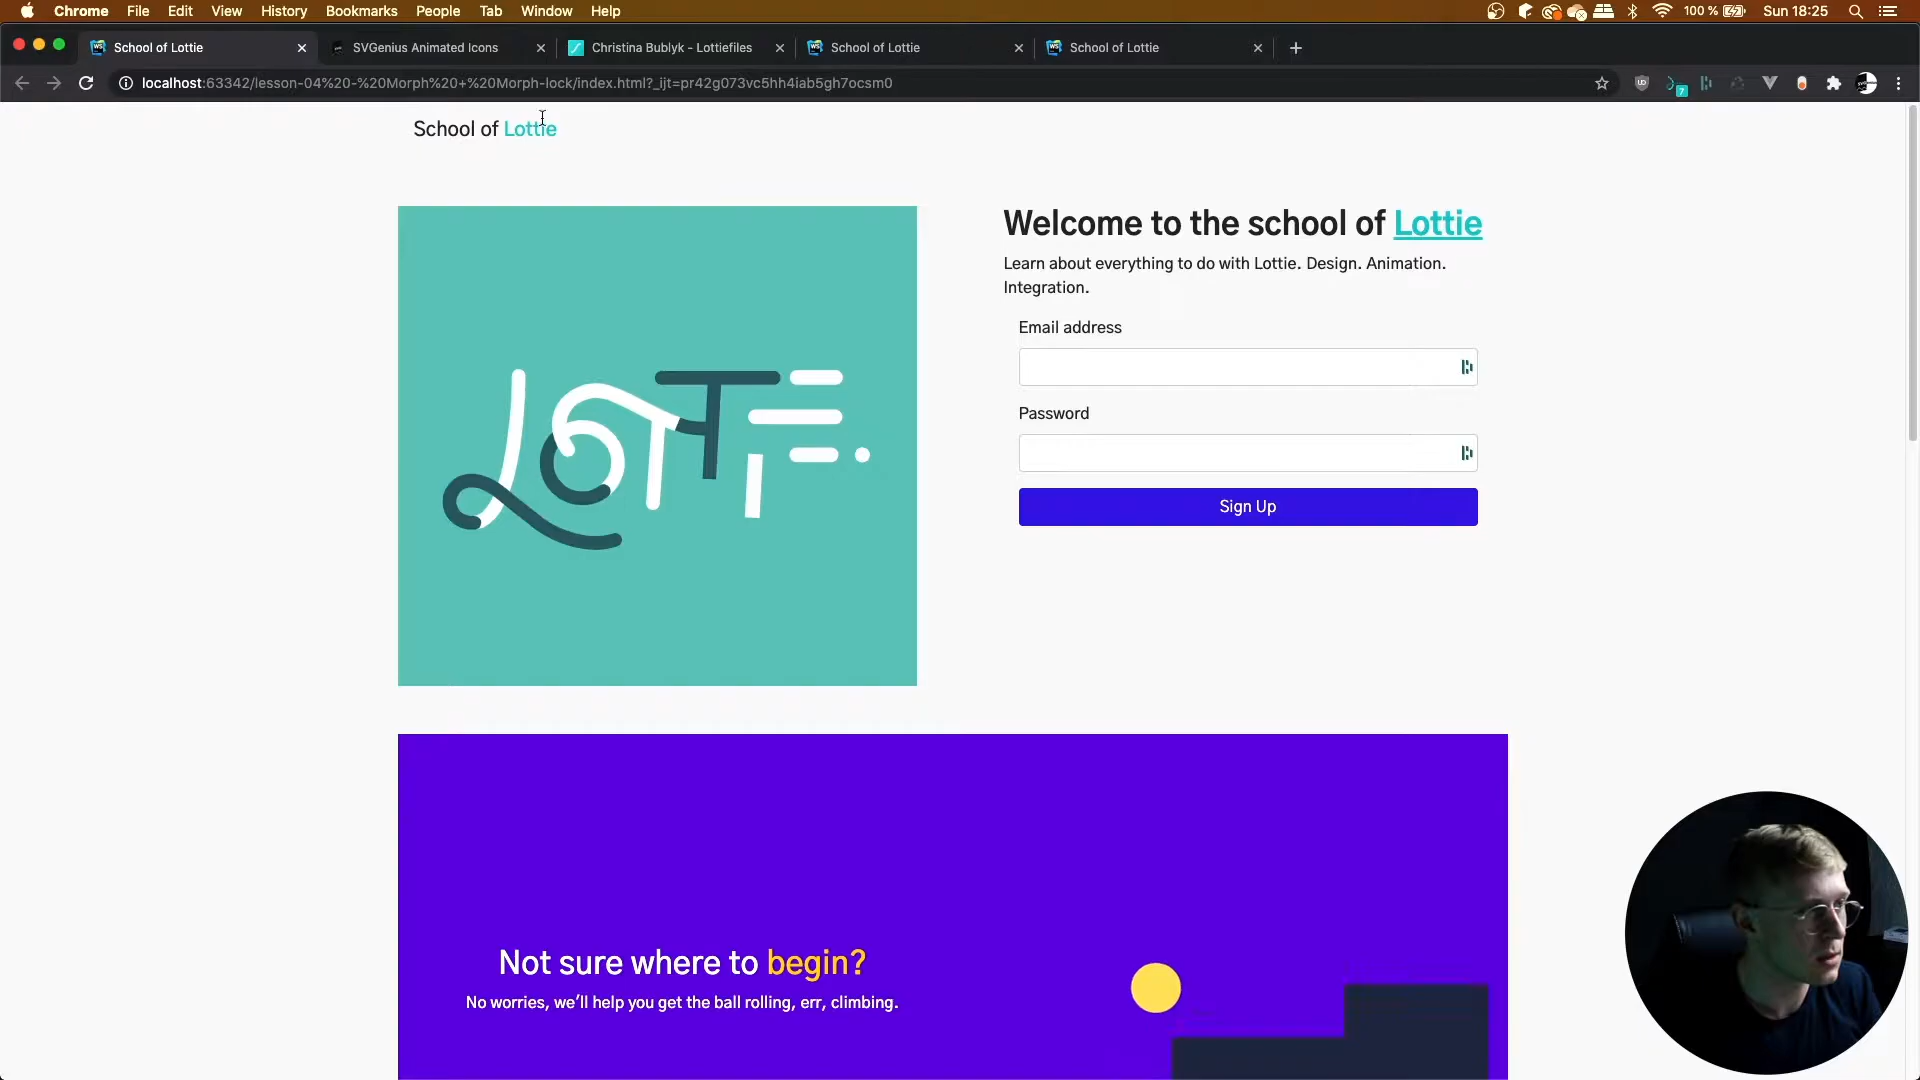 Chrome File Edit View History Bookmarks People Tab Window Help 100 % Sun 18:25
School of Lottie SVGenius Animated Icons Christina Bublyk - Lottiefiles School of Lottie School of Lottie
localhost:63342/lesson-04%20-%20Morph%20+%20Morph-lock/index.html?_ijt=pr42g073vc5hh4iab5gh7ocsm0
7
School of Lottie
LOTTIE.
Welcome to the school of Lottie
Learn about everything to do with Lottie. Design. Animation.
Integration.
Email address
Password
Sign Up
Not sure where to begin?
No worries, we'll help you get the ball rolling, err, climbing.